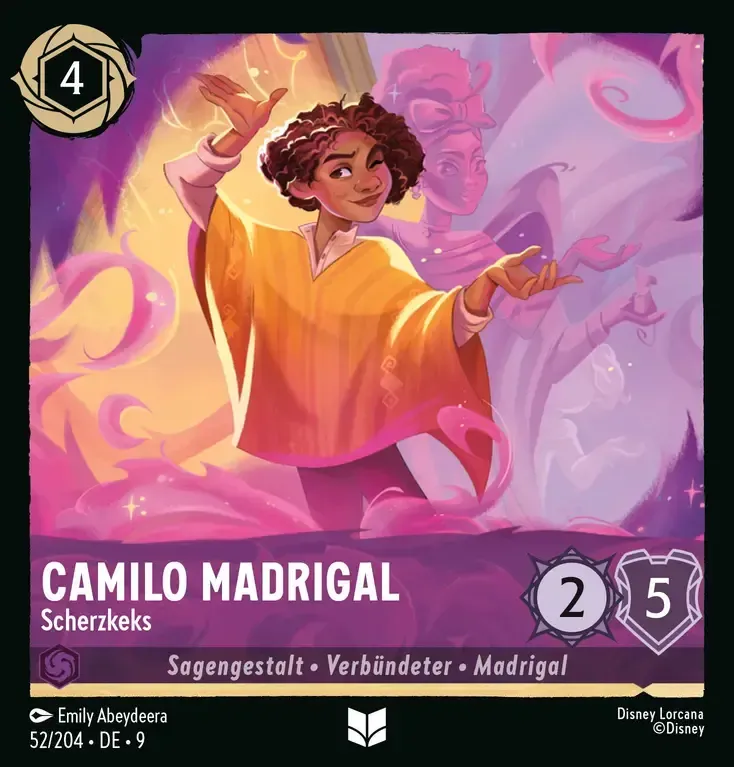 4
CAMILO MADRIGAL
Scherzkeks
2 5
Sagengestalt • Verbündeter • Madrigal
Emily Abeydeera
52/204 • DE • 9
Disney Lorcana
©Disney